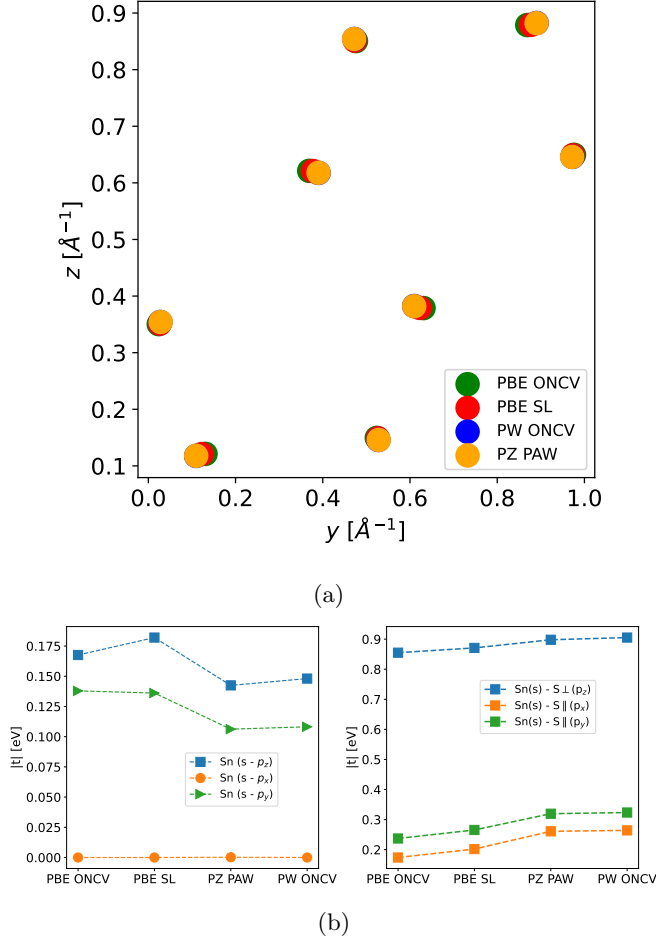 0.9
0.8
0.7
0.6
0.5
0.4
0.3
0.2
0.1
z [Å⁻¹]
PBE ONCV
PBE SL
PW ONCV
PZ PAW
0.0 0.2 0.4 0.6 0.8 1.0
y [Å⁻¹]
(a)
|t| [eV]
0.175
0.150
0.125
0.100
0.075
0.050
0.025
0.000
Sn (s - p_z)
Sn (s - p_x)
Sn (s - p_y)
PBE ONCV PBE SL PZ PAW PW ONCV
|t| [eV]
0.9
0.8
0.7
0.6
0.5
0.4
0.3
0.2
Sn(s) - S⊥(p_z)
Sn(s) - S∥(p_x)
Sn(s) - S∥(p_y)
PBE ONCV PBE SL PZ PAW PW ONCV
(b)